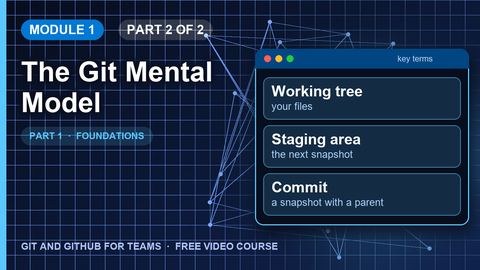 MODULE 1
PART 2 OF 2
The Git Mental
Model
PART 1 · FOUNDATIONS
key terms
Working tree
your files
Staging area
the next snapshot
Commit
a snapshot with a parent
GIT AND GITHUB FOR TEAMS · FREE VIDEO COURSE